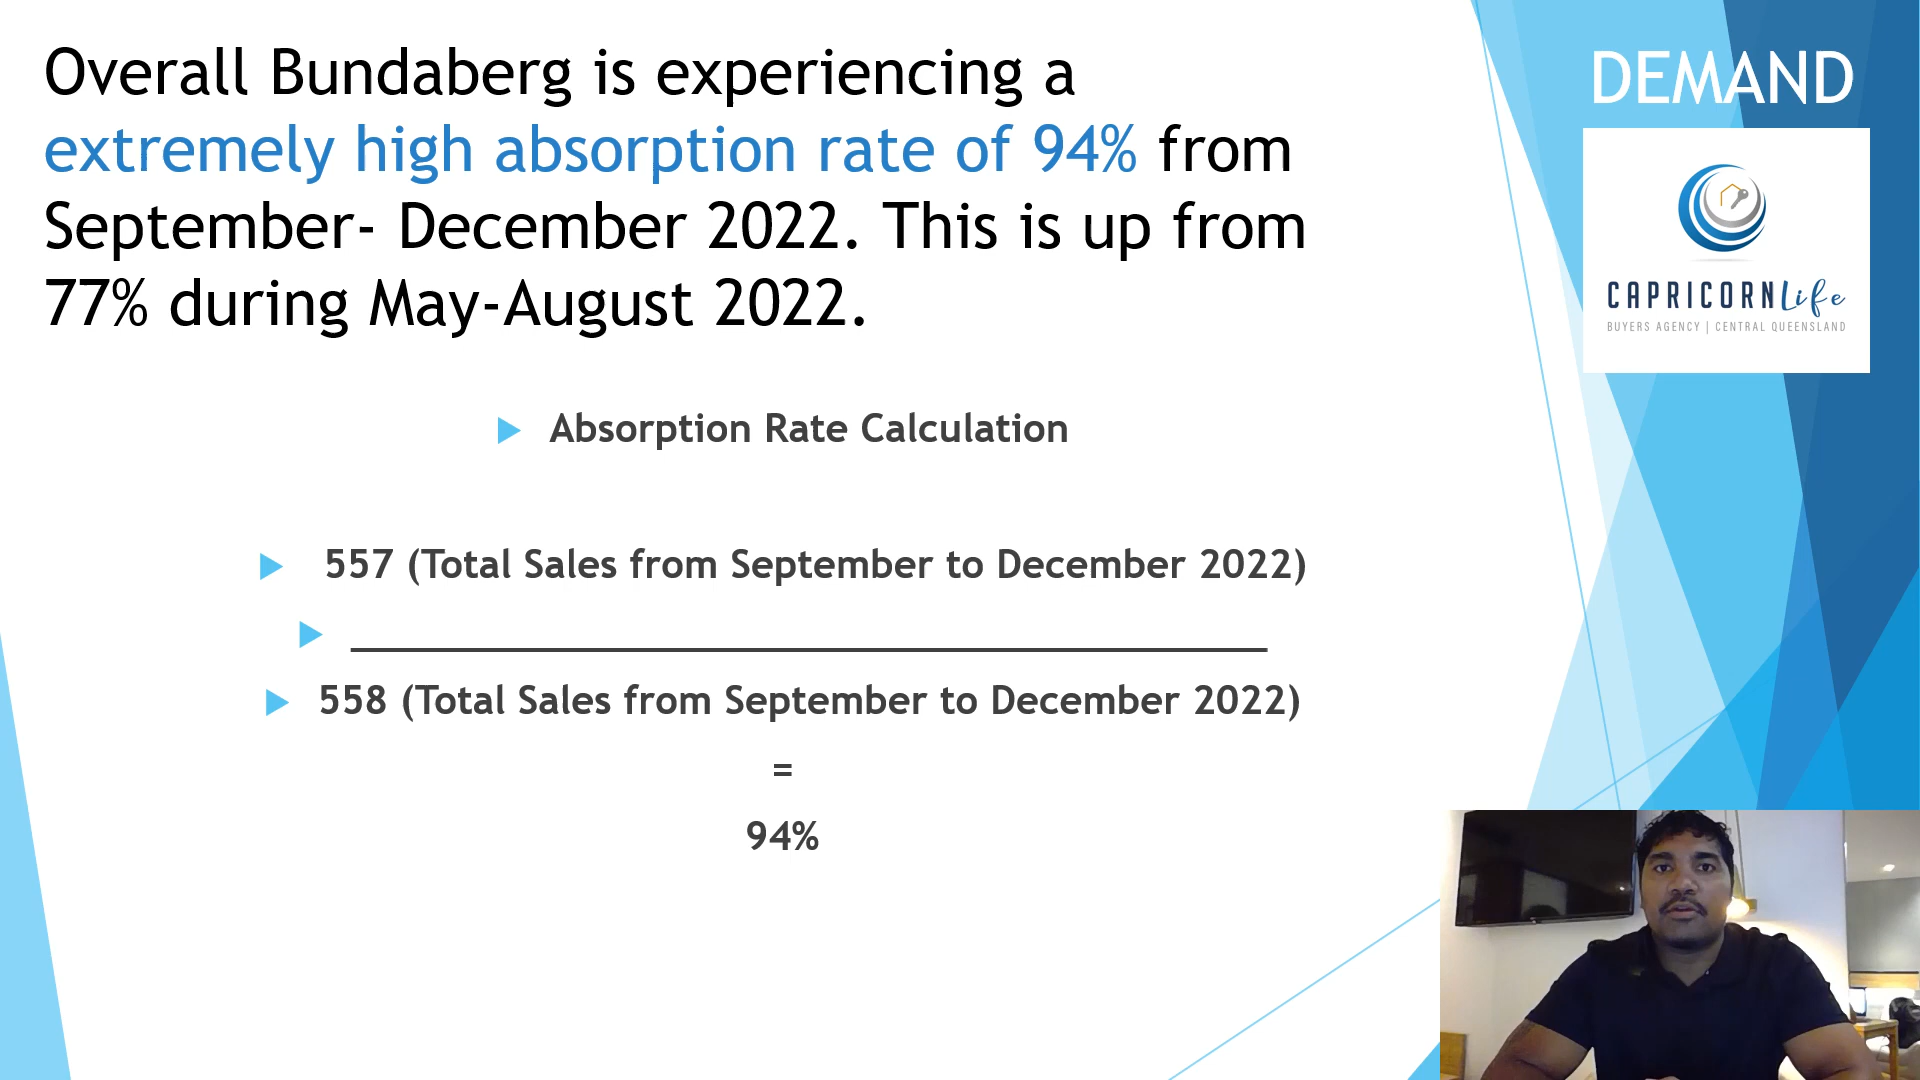 Overall Bundaberg is experiencing a
extremely high absorption rate of 94% from
September- December 2022. This is up from
77% during May-August 2022.
DEMAND
CAPRICORNLife
BUYERS AGENCY | CENTRAL QUEENSLAND
Absorption Rate Calculation
557 (Total Sales from September to December 2022)
558 (Total Sales from September to December 2022)
=
94%